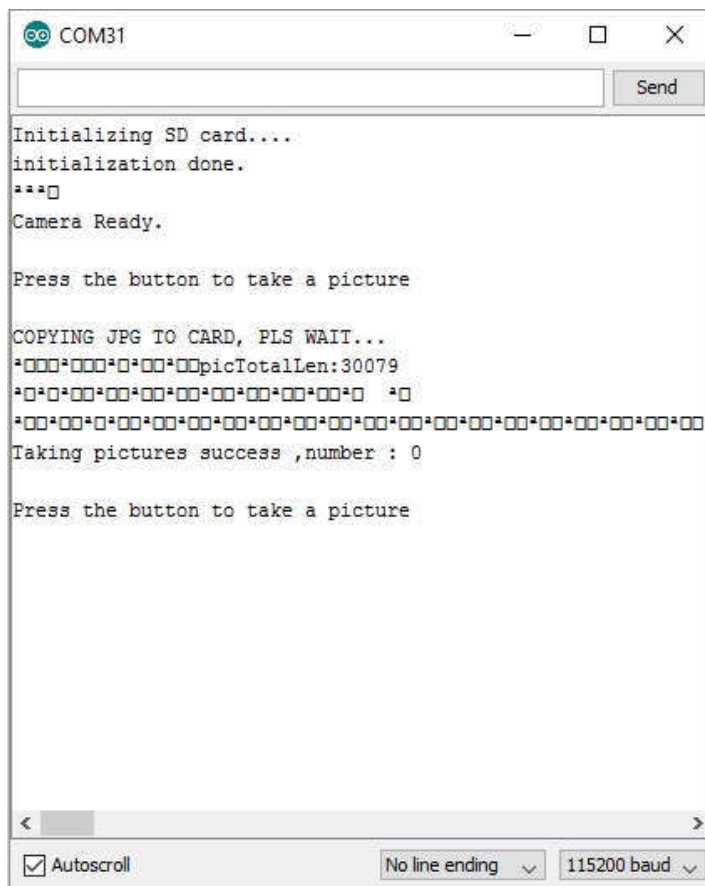 COM31
Send
Initializing SD card....
initialization done.
ªªª□
Camera Ready.
Press the button to take a picture
COPYING JPG TO CARD, PLS WAIT...
picTotalLen:30079
Taking pictures success ,number : 0
Press the button to take a picture
Autoscroll
No line ending
115200 baud